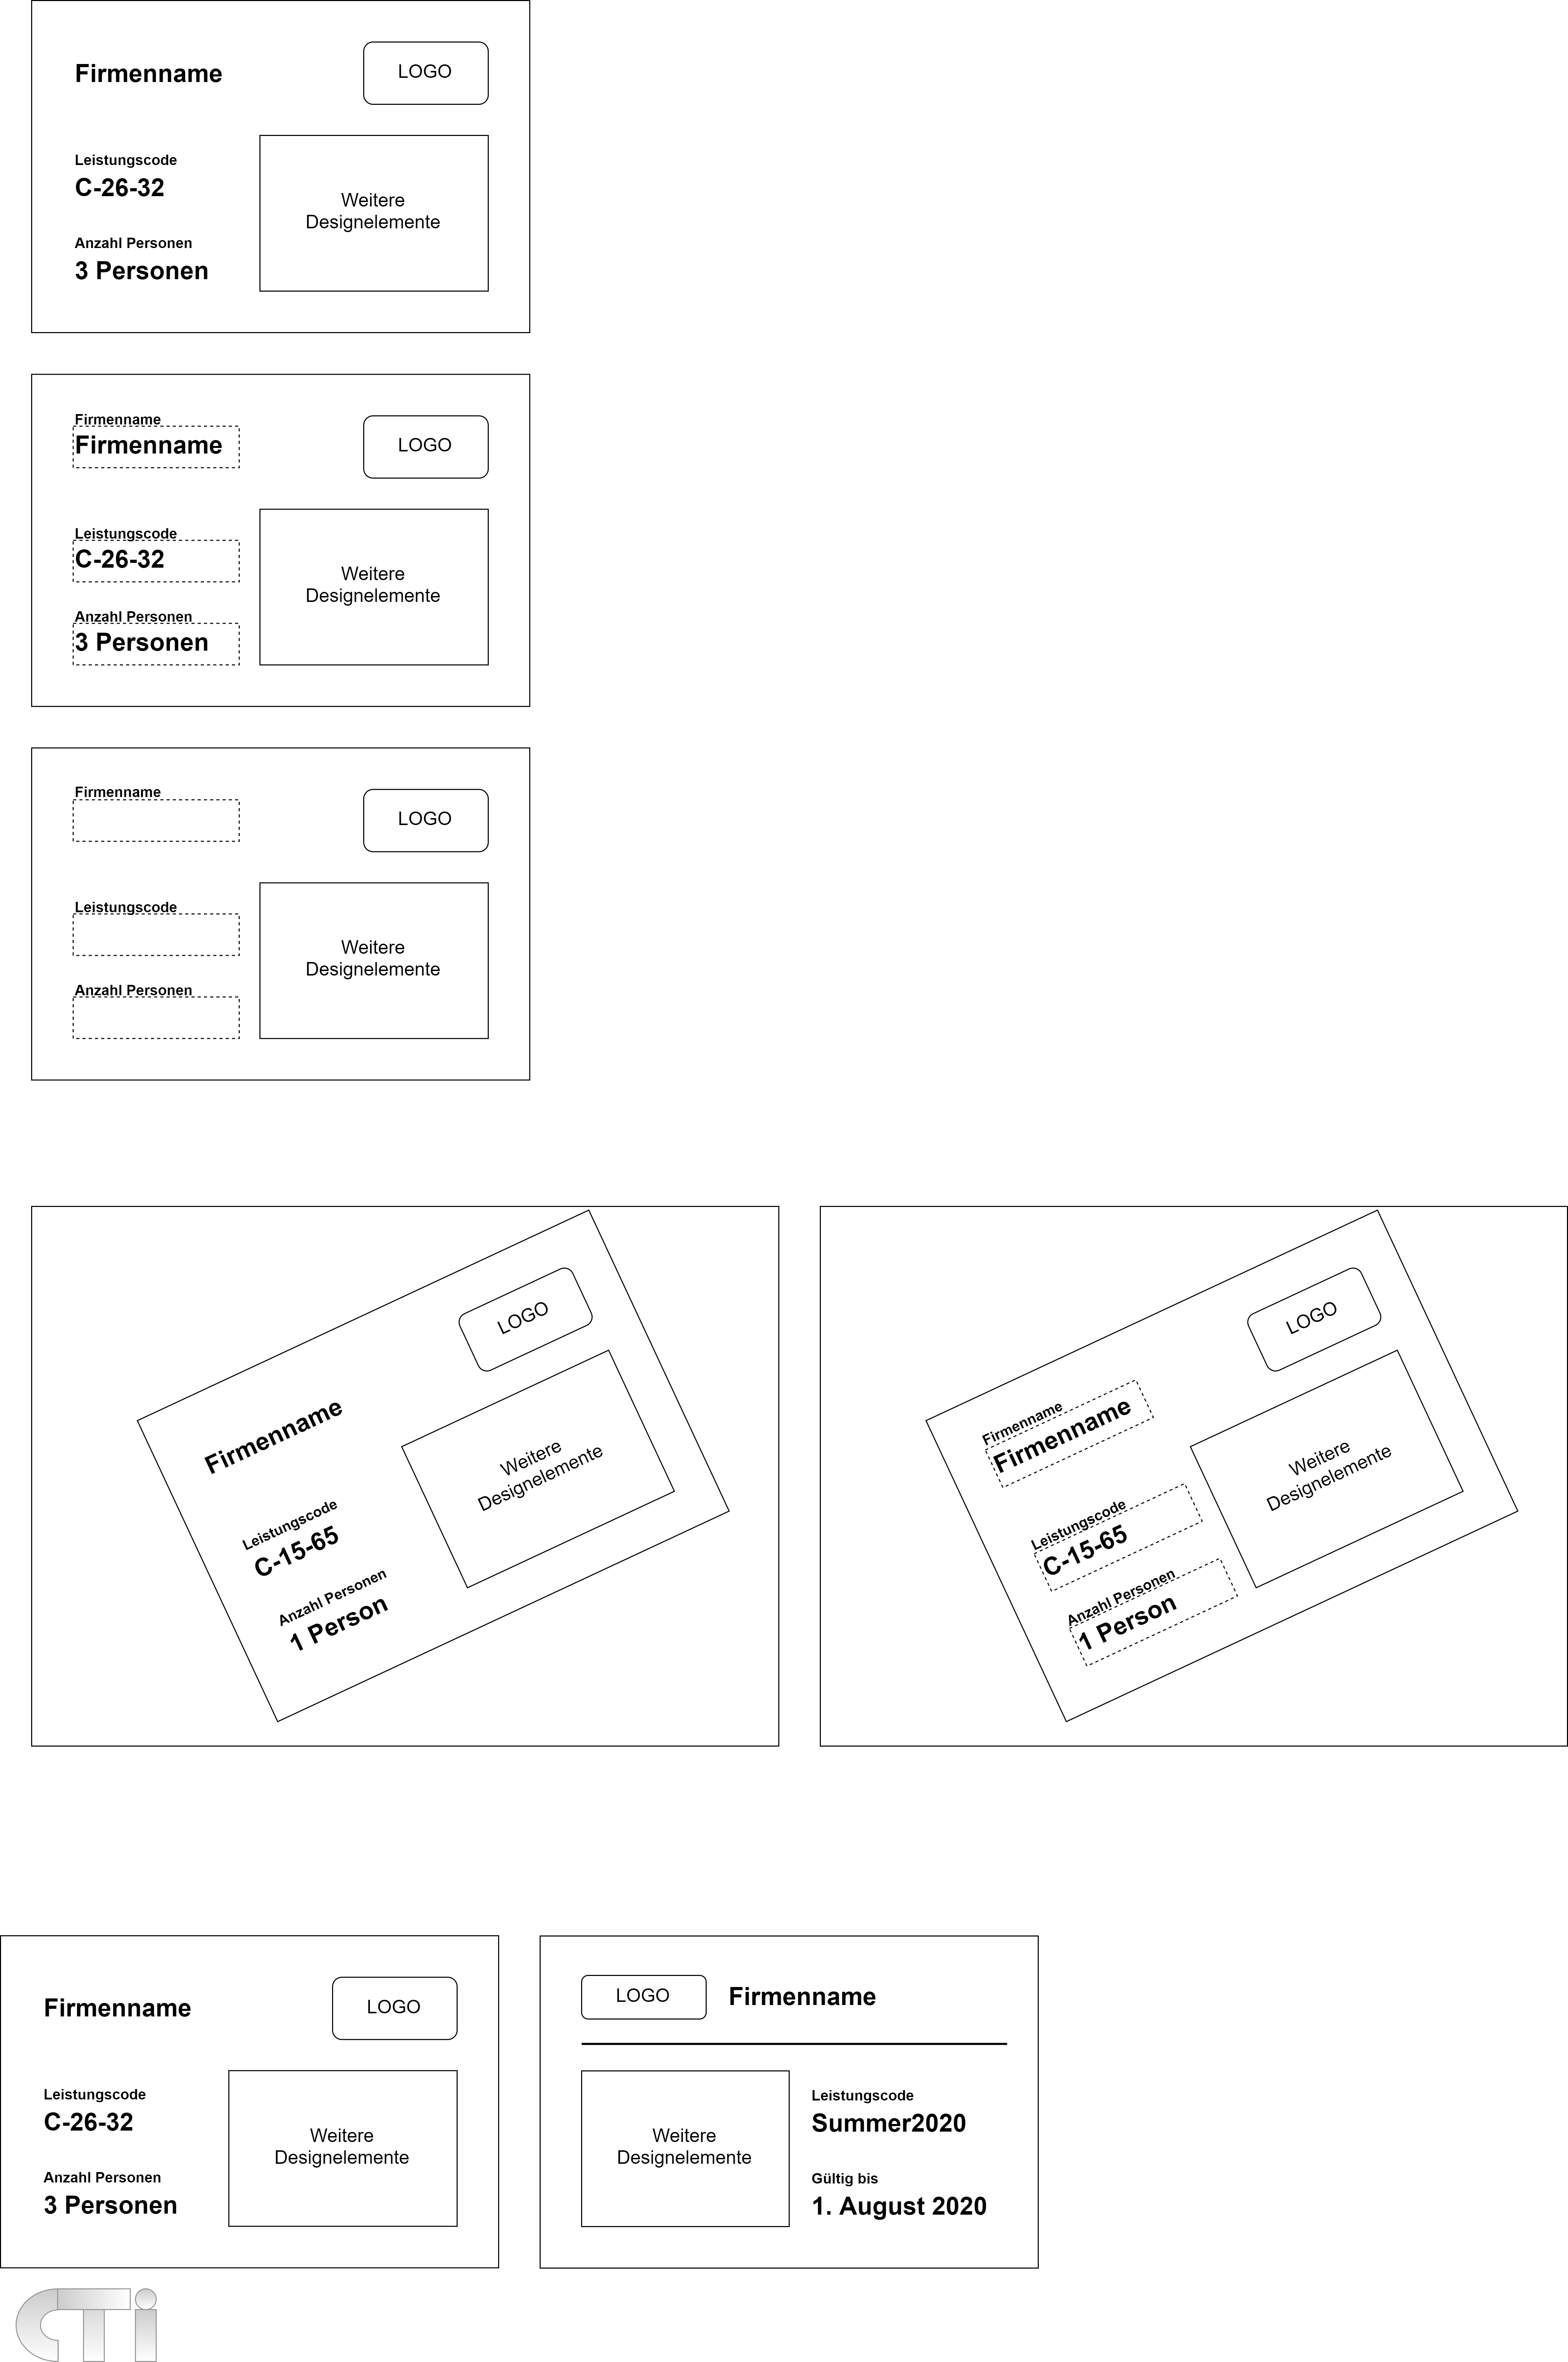 Firmenname
LOGO
Leistungscode
C-26-32
Anzahl Personen
3 Personen
Weitere
Designelemente
Firmenname
Firmenname
LOGO
Leistungscode
C-26-32
Anzahl Personen
3 Personen
Weitere
Designelemente
Firmenname
LOGO
Leistungscode
Anzahl Personen
Weitere
Designelemente
LOGO
Firmenname
Weitere
Designelemente
Leistungscode
C-15-65
Anzahl Personen
1 Person
LOGO
Firmenname
Firmenname
Weitere
Designelemente
Leistungscode
C-15-65
Anzahl Personen
1 Person
Firmenname
LOGO
Leistungscode
C-26-32
Anzahl Personen
3 Personen
Weitere
Designelemente
LOGO
Firmenname
Weitere
Designelemente
Leistungscode
Summer2020
Gültig bis
1. August 2020
CTi